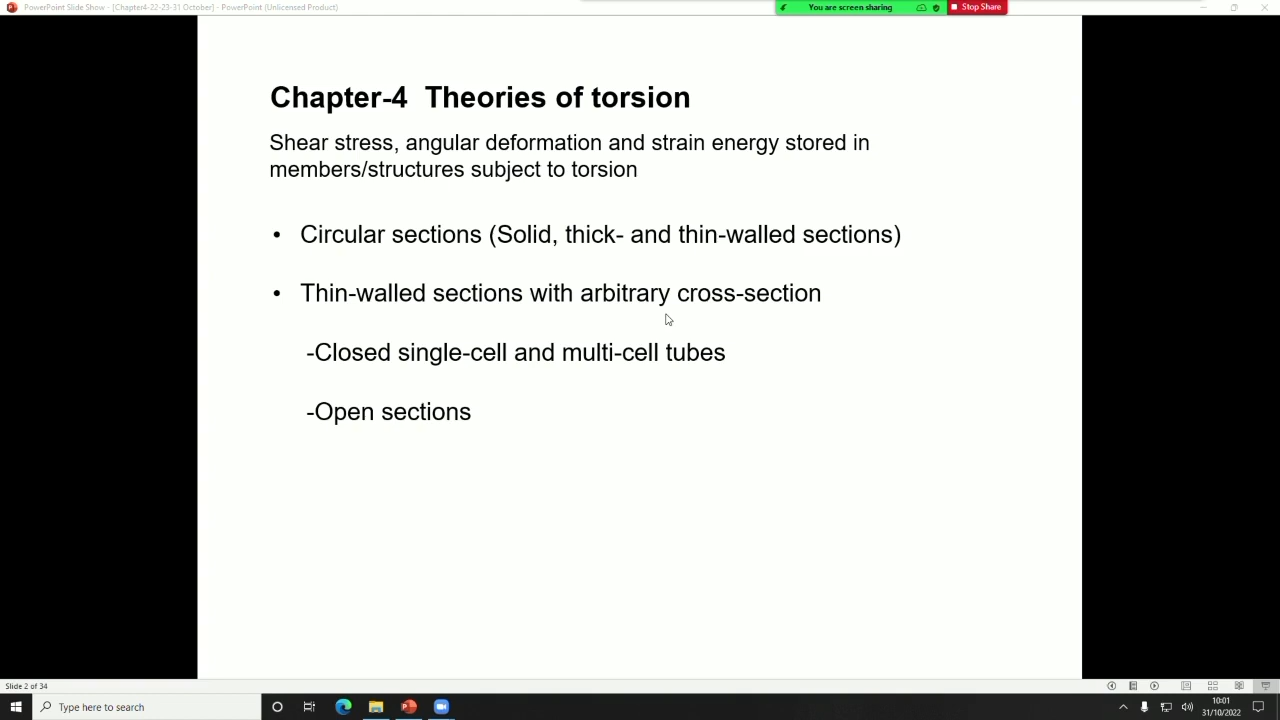 PowerPoint Slide Show - [Chapter4-22-23-31 October] - PowerPoint (Unlicensed Product)
You are screen sharing
Stop Share
Chapter-4 Theories of torsion
Shear stress, angular deformation and strain energy stored in
members/structures subject to torsion
• Circular sections (Solid, thick- and thin-walled sections)
• Thin-walled sections with arbitrary cross-section
-Closed single-cell and multi-cell tubes
-Open sections
Slide 2 of 34
Type here to search
10:01
31/10/2022